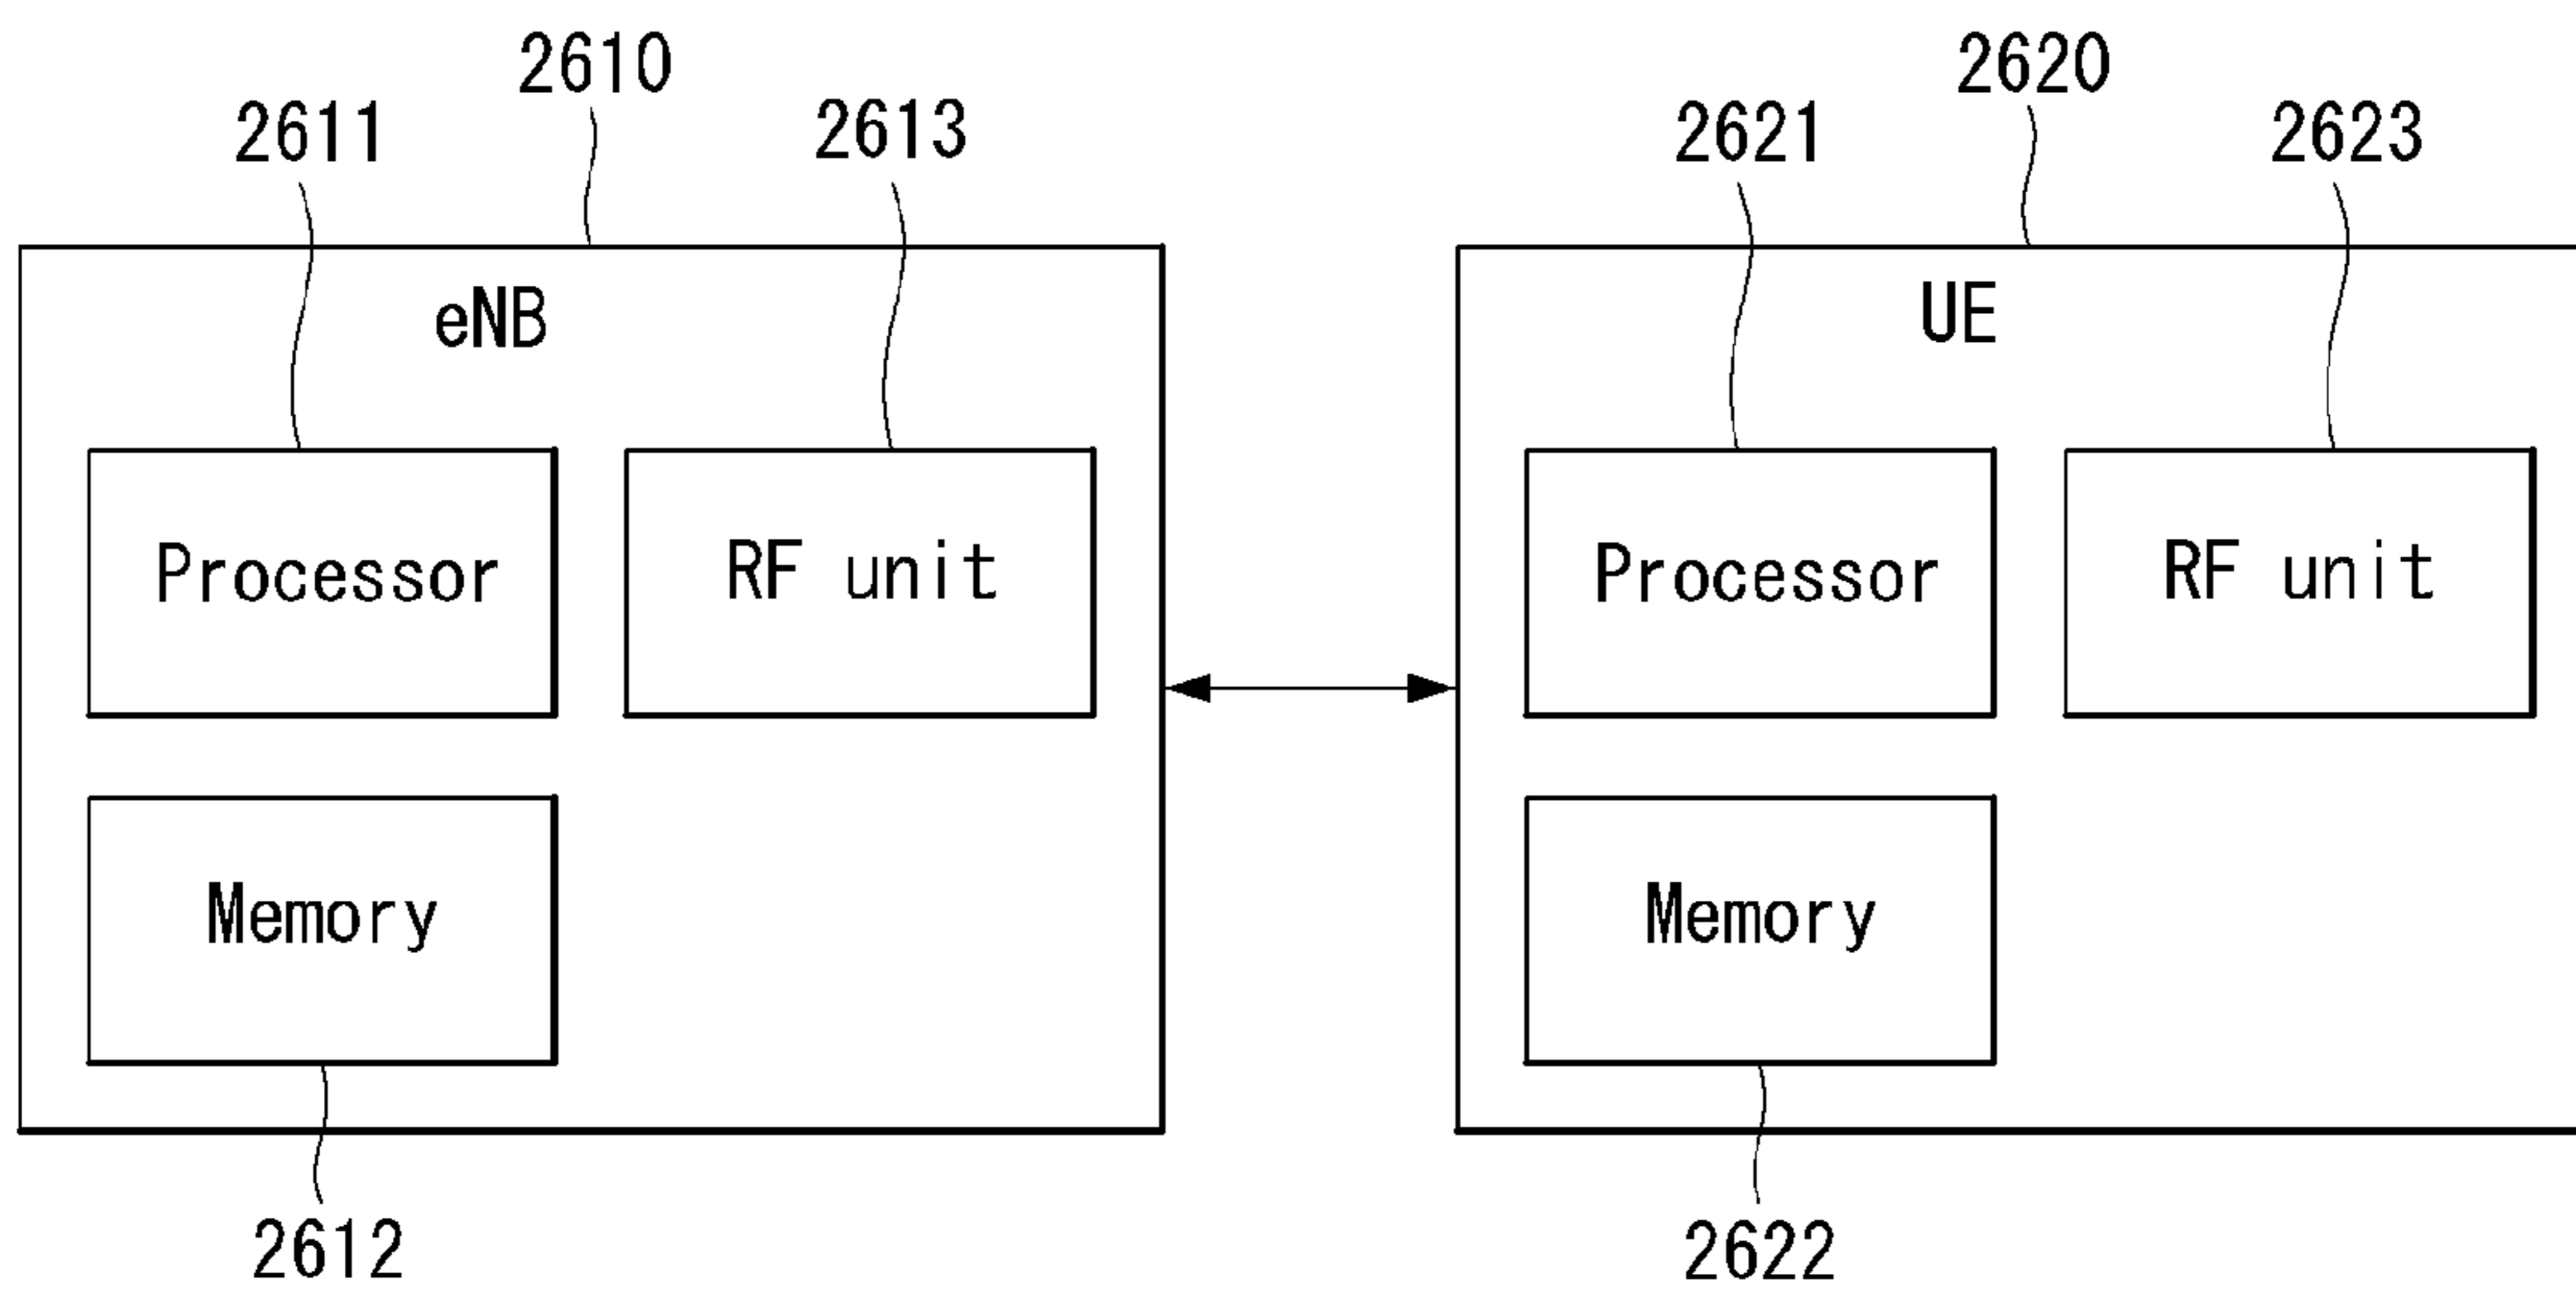 2610
2620
2611
2613
2621
2623
eNB
UE
Processor
RF unit
Processor
RF unit
Memory
Memory
2612
2622